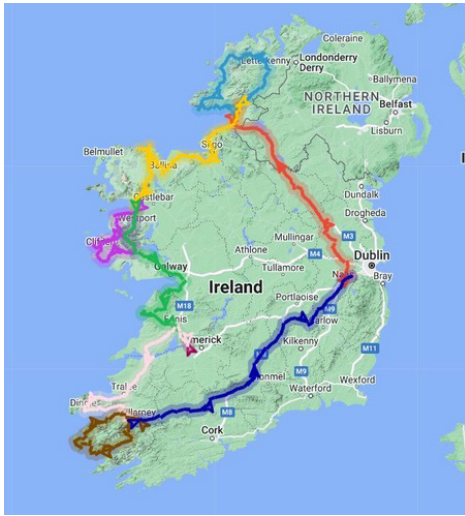 Coleraine
Letterkenny
Londonderry
Derry
Ballymena
NORTHERN
IRELAND
Belfast
Lisburn
Sligo
Belmullet
Ballina
Castlebar
Westport
Dundalk
Drogheda
Mullingar
M3
Athlone
M4
Dublin
Galway
Tullamore
Bray
Ireland
Portlaoise
M18
Ennis
M9
Carlow
Limerick
Kilkenny
M11
Tralee
Clonmel
M9
Wexford
Waterford
Killarney
M8
Cork